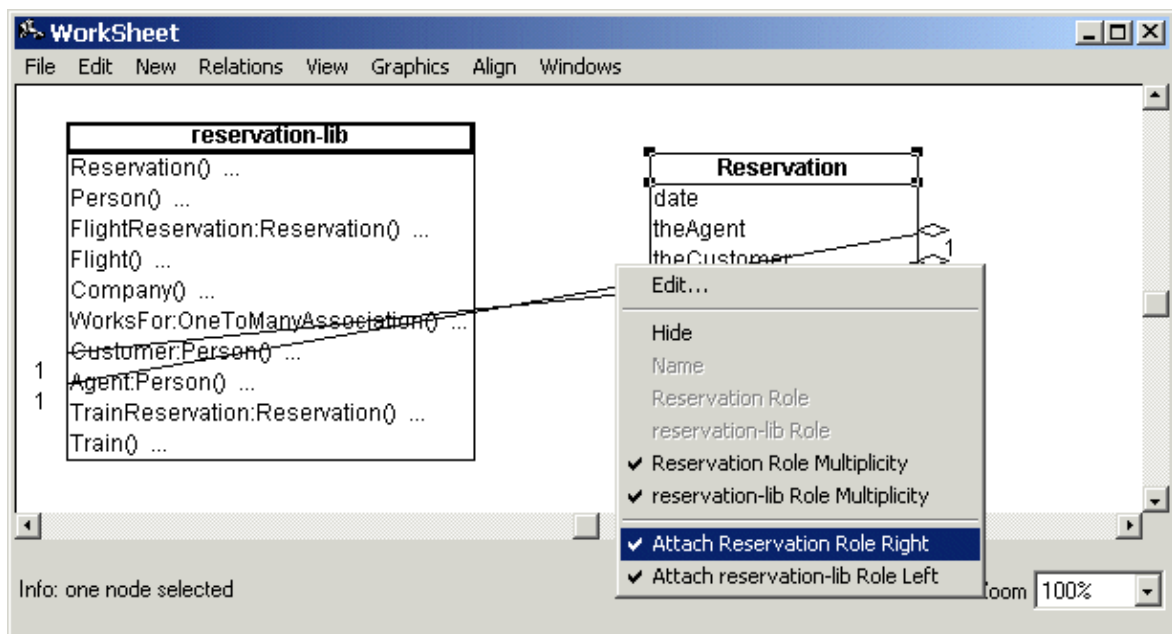 WorkSheet
File Edit New Relations View Graphics Align Windows
reservation-lib
Reservation() ...
Person() ...
FlightReservation:Reservation() ...
Flight() ...
Company() ...
WorksFor:OneToManyAssociation() ...
Customer:Person() ...
Agent:Person() ...
TrainReservation:Reservation() ...
Train() ...
1
1
Reservation
date
theAgent
theCustomer
1
Edit...
Hide
Name
Reservation Role
reservation-lib Role
Reservation Role Multiplicity
reservation-lib Role Multiplicity
Attach Reservation Role Right
Attach reservation-lib Role Left
Info: one node selected
Zoom 100%